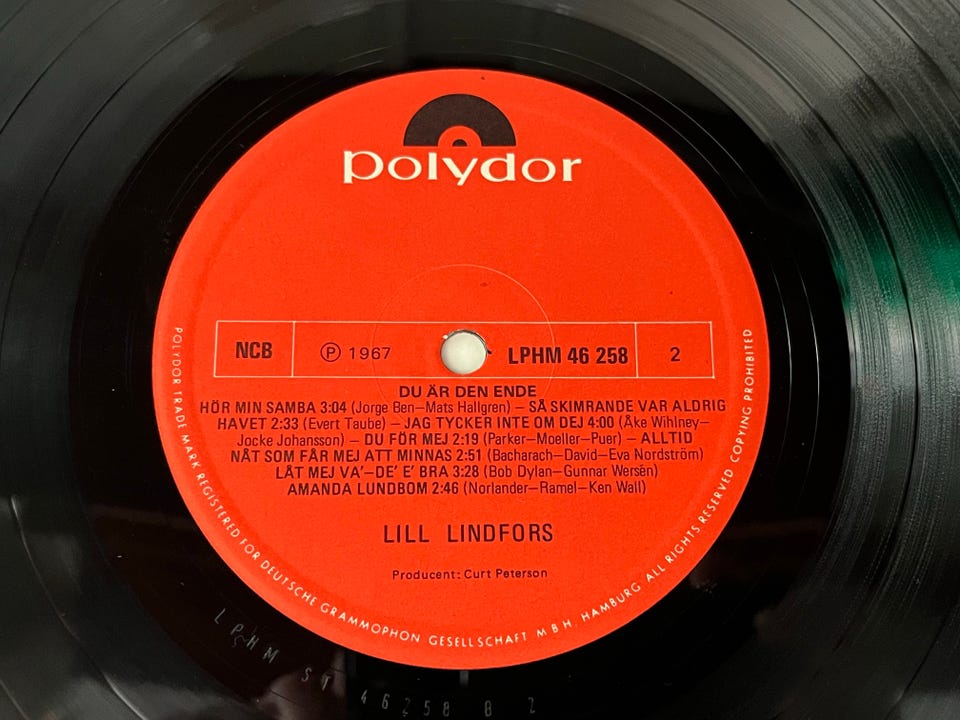 polydor
NCB ℗ 1967 LPHM 46 258 2
DU ÄR DEN ENDE
HÖR MIN SAMBA 3:04 (Jorge Ben–Mats Hallgren) – SÅ SKIMRANDE VAR ALDRIG
HAVET 2:33 (Evert Taube) – JAG TYCKER INTE OM DEJ 4:00 (Åke Wihlney–
Jocke Johansson) – DU FÖR MEJ 2:19 (Parker–Moeller–Puer) – ALLTID
NÅT SOM FÅR MEJ ATT MINNAS 2:51 (Bacharach–David–Eva Nordström)
LÅT MEJ VA'–DE' E' BRA 3:28 (Bob Dylan–Gunnar Wersén)
AMANDA LUNDBOM 2:46 (Norlander–Ramel–Ken Wall)
LILL LINDFORS
Producent: Curt Peterson
POLYDOR TRADE MARK REGISTERED FOR DEUTSCHE GRAMMOPHON GESELLSCHAFT M B H. HAMBURG ALL RIGHTS RESERVED COPYING PROHIBITED
LPHM ST 46258 B 2